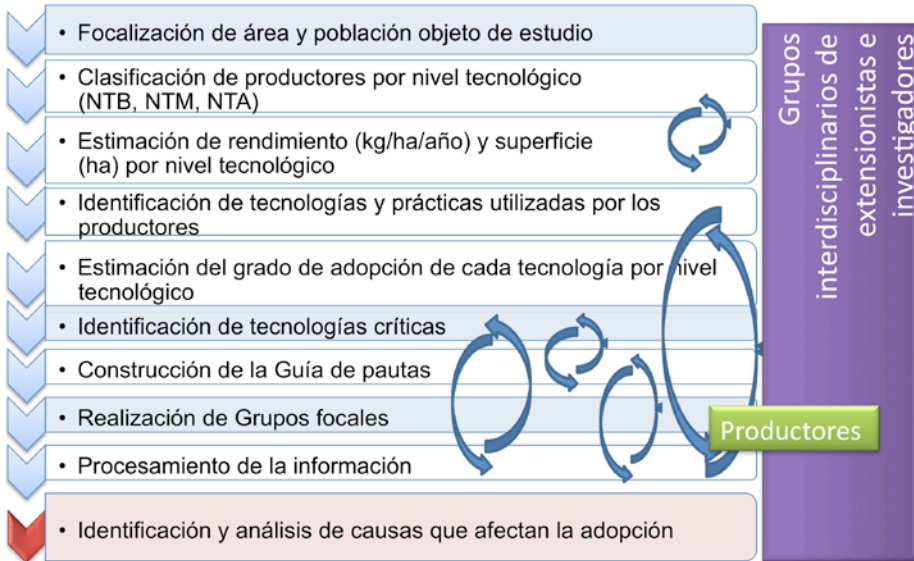 • Focalización de área y población objeto de estudio
• Clasificación de productores por nivel tecnológico
(NTB, NTM, NTA)
• Estimación de rendimiento (kg/ha/año) y superficie
(ha) por nivel tecnológico
• Identificación de tecnologías y prácticas utilizadas por los
productores
• Estimación del grado de adopción de cada tecnología por nivel
tecnológico
• Identificación de tecnologías críticas
• Construcción de la Guía de pautas
• Realización de Grupos focales
• Procesamiento de la información
• Identificación y análisis de causas que afectan la adopción
Grupos
interdisciplinarios de
extensionistas e
investigadores
Productores